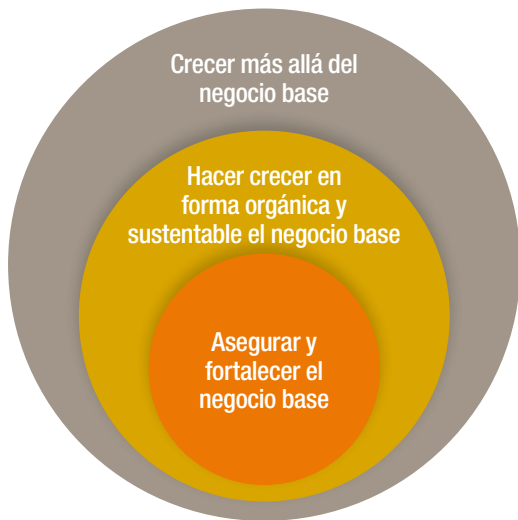 Crecer más allá del
negocio base
Hacer crecer en
forma orgánica y
sustentable el negocio base
Asegurar y
fortalecer el
negocio base